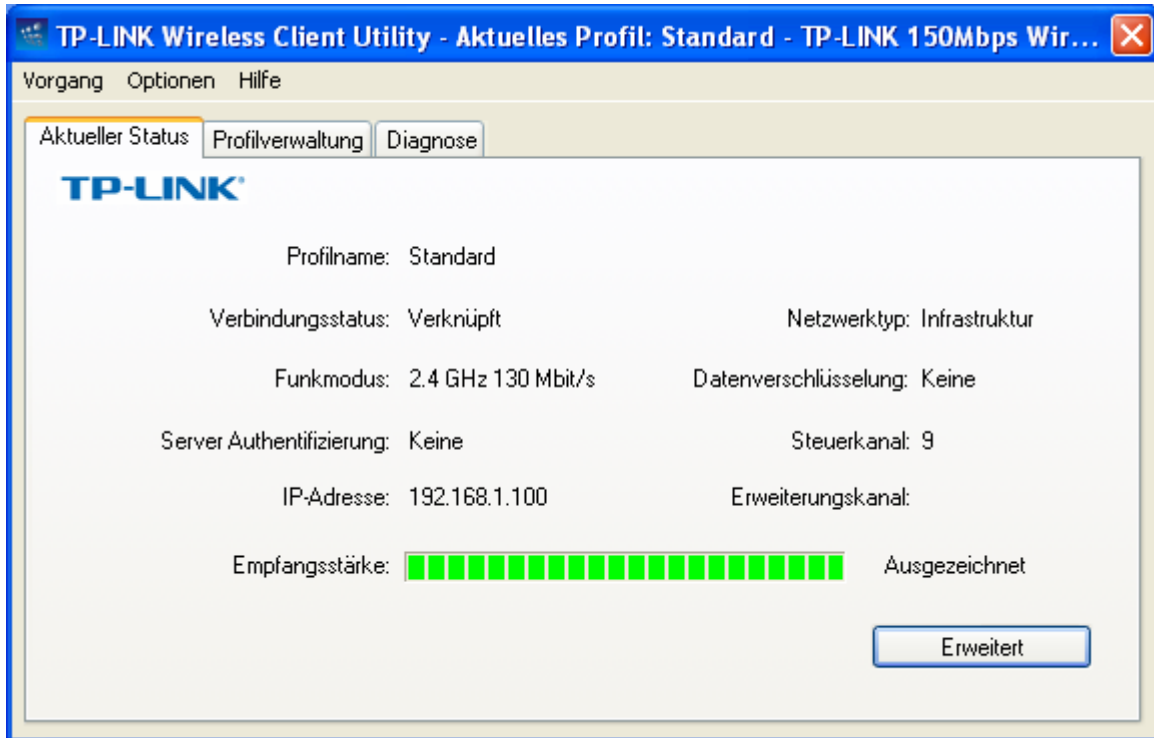 TP-LINK Wireless Client Utility - Aktuelles Profil: Standard - TP-LINK 150Mbps Wir...
Vorgang Optionen Hilfe
Aktueller Status Profilverwaltung Diagnose
TP-LINK
Profilname: Standard
Verbindungsstatus: Verknüpft Netzwerktyp: Infrastruktur
Funkmodus: 2.4 GHz 130 Mbit/s Datenverschlüsselung: Keine
Server Authentifizierung: Keine Steuerkanal: 9
IP-Adresse: 192.168.1.100 Erweiterungskanal:
Empfangsstärke: Ausgezeichnet
Erweitert